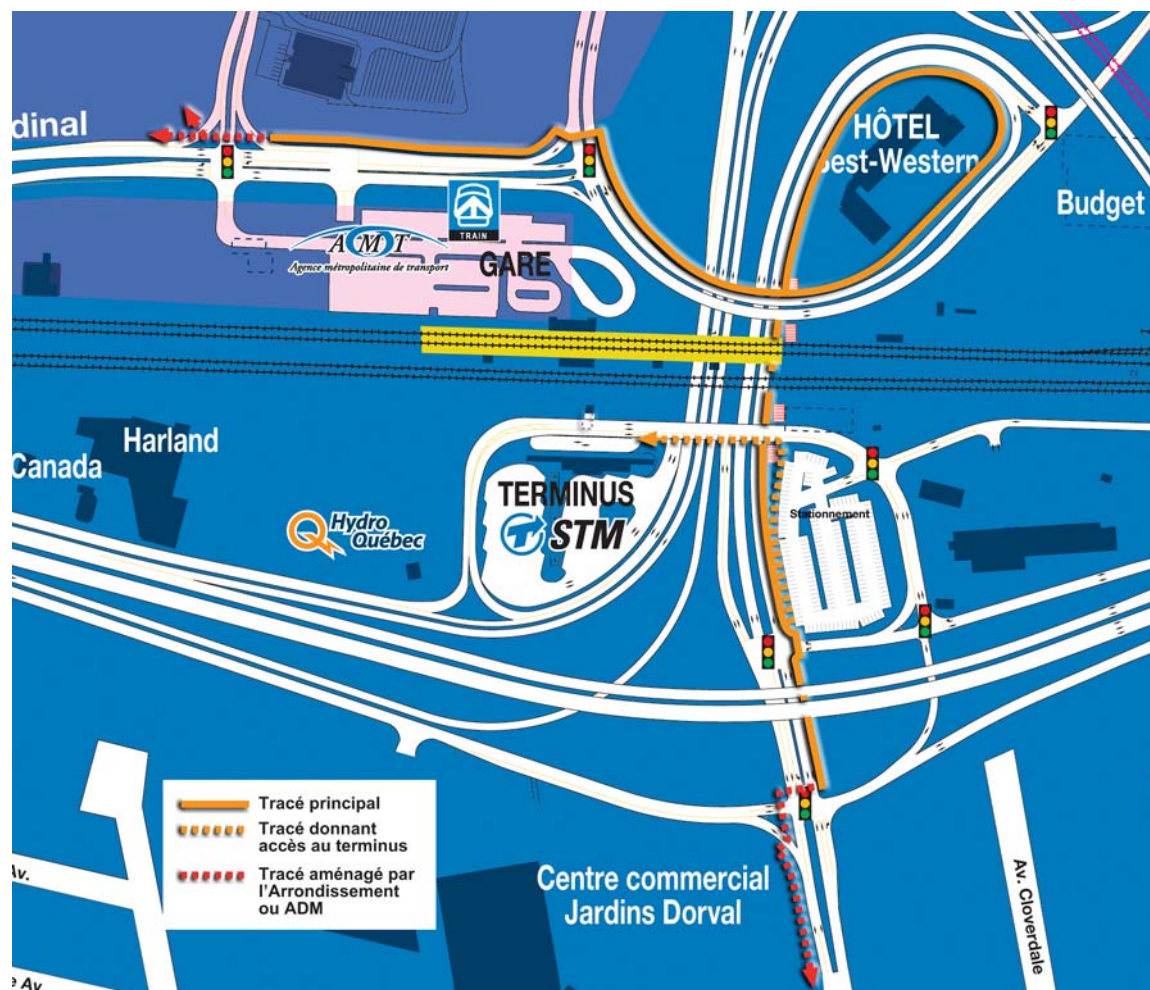 dinal
HÔTEL
Best-Western
Budget
TRAIN
AMT
Agence métropolitaine de transport
GARE
Harland
Canada
TERMINUS
STM
Hydro
Québec
Stationnement
Tracé principal
Tracé donnant
accès au terminus
Tracé aménagé par
l'Arrondissement
ou ADM
Centre commercial
Jardins Dorval
Av. Cloverdale
Av.
e Av.